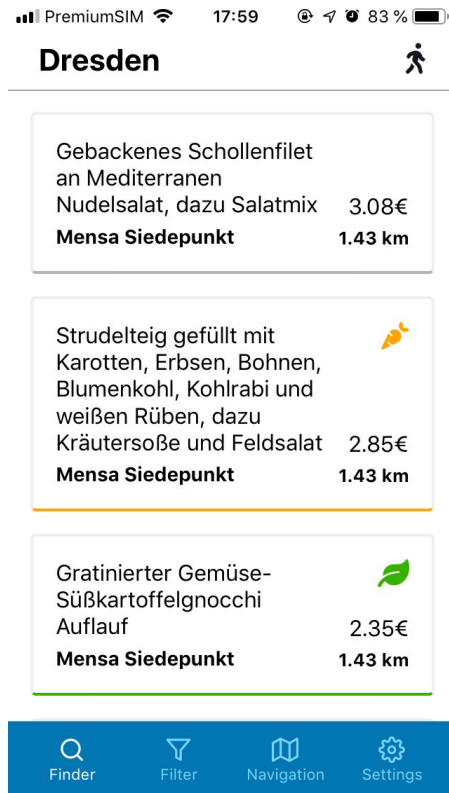 PremiumSIM 17:59 83 %
Dresden
Gebackenes Schollenfilet
an Mediterranen
Nudelsalat, dazu Salatmix 3.08€
Mensa Siedepunkt 1.43 km
Strudelteig gefüllt mit
Karotten, Erbsen, Bohnen,
Blumenkohl, Kohlrabi und
weißen Rüben, dazu
Kräutersoße und Feldsalat 2.85€
Mensa Siedepunkt 1.43 km
Gratinierter Gemüse-
Süßkartoffelgnocchi
Auflauf 2.35€
Mensa Siedepunkt 1.43 km
Finder Filter Navigation Settings